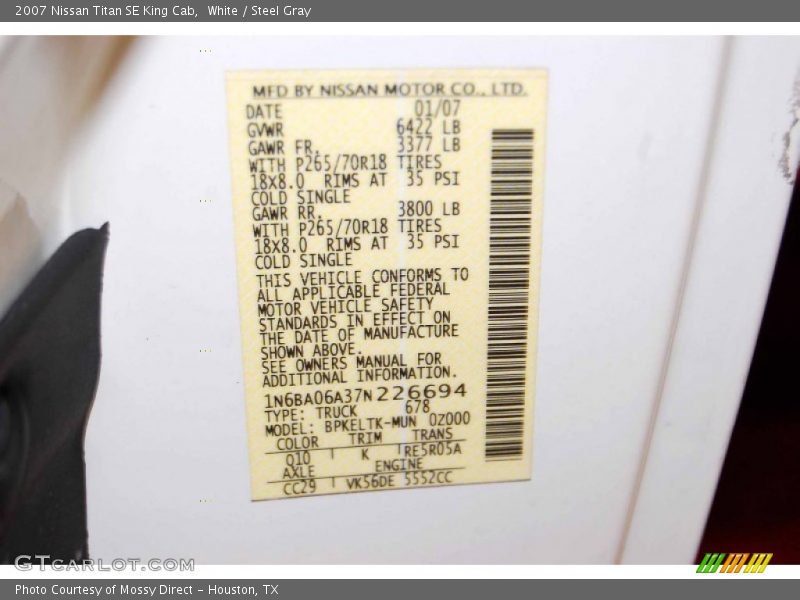 2007 Nissan Titan SE King Cab, White / Steel Gray
MFD BY NISSAN MOTOR CO., LTD.
DATE 01/07
GVWR 6422 LB
GAWR FR. 3377 LB
WITH P265/70R18 TIRES
18X8.0 RIMS AT 35 PSI
COLD SINGLE
GAWR RR. 3800 LB
WITH P265/70R18 TIRES
18X8.0 RIMS AT 35 PSI
COLD SINGLE
THIS VEHICLE CONFORMS TO
ALL APPLICABLE FEDERAL
MOTOR VEHICLE SAFETY
STANDARDS IN EFFECT ON
THE DATE OF MANUFACTURE
SHOWN ABOVE.
SEE OWNERS MANUAL FOR
ADDITIONAL INFORMATION.
1N6BA06A37N226694
TYPE: TRUCK 678
MODEL: BPKELTK-MUN 0Z000
COLOR TRIM TRANS
Q10 K RE5R05A
AXLE ENGINE
CC29 VK56DE 5552CC
GTCARLOT.COM
Photo Courtesy of Mossy Direct - Houston, TX